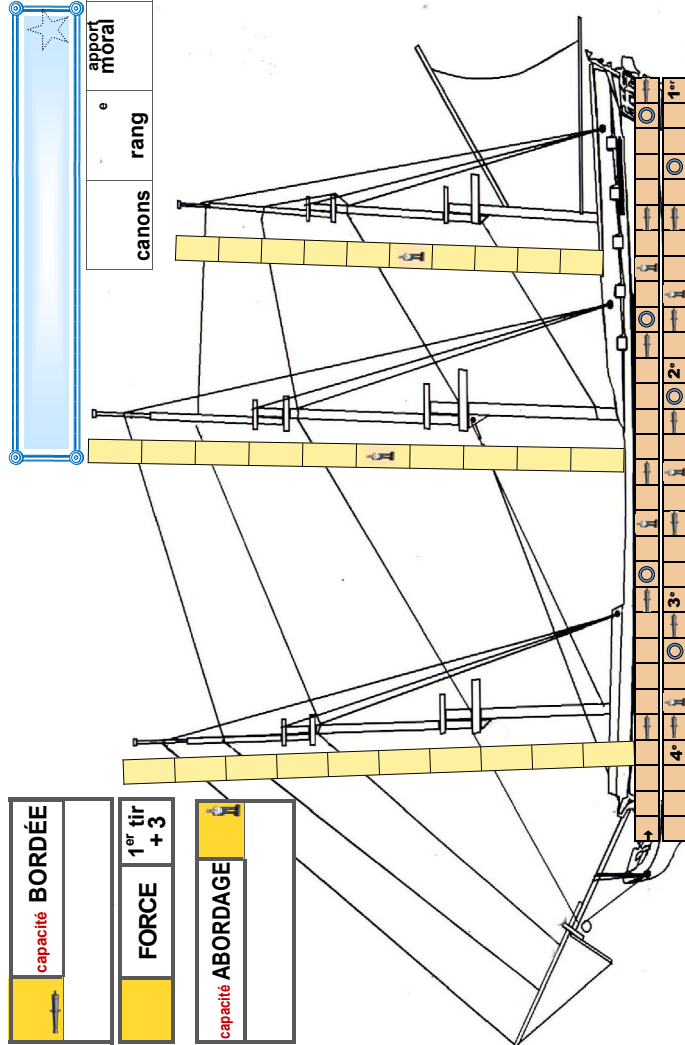 capacité BORDÉE
FORCE
1er tir
+ 3
capacité ABORDAGE
canons
e
rang
apport
moral
4e 3e 2e 1er